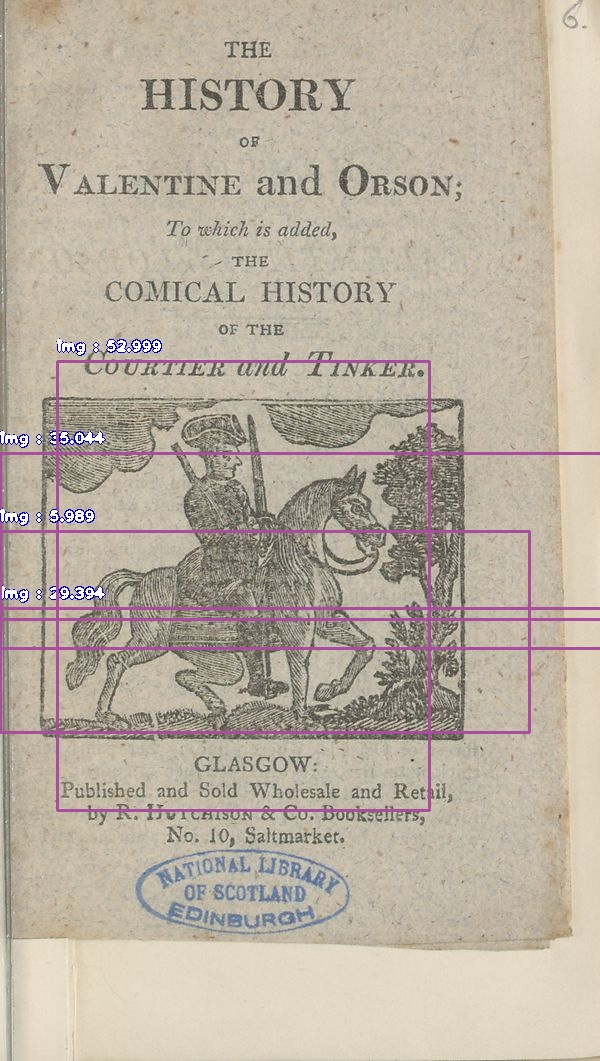 6.
THE
HISTORY
OF
VALENTINE and ORSON;
To which is added,
THE
COMICAL HISTORY
OF THE
COURTIER and TINKER.
img : 52.999
img : 35.044
img : 5.989
img : 29.394
GLASGOW:
Published and Sold Wholesale and Retail,
by R. HUTCHISON & Co. Booksellers,
No. 10, Saltmarket.
NATIONAL LIBRARY
OF SCOTLAND
EDINBURGH